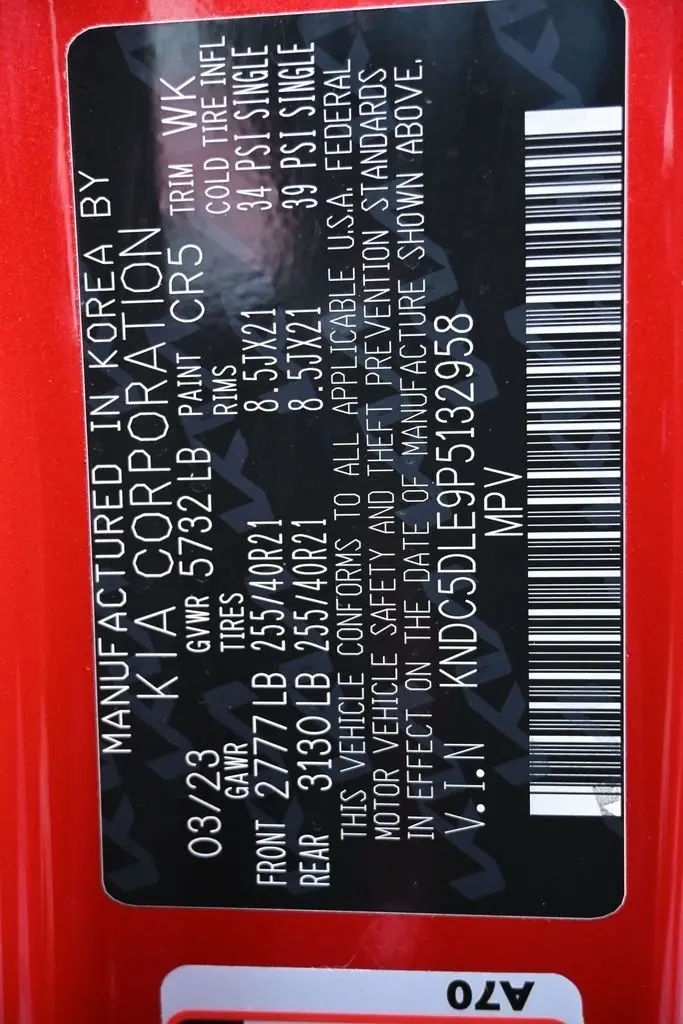 MANUFACTURED IN KOREA BY
KIA CORPORATION
03/23 GVWR 5732 LB PAINT CR5 TRIM WK
GAWR TIRES RIMS COLD TIRE INFL
FRONT 2777 LB 255/40R21 8.5JX21 34 PSI SINGLE
REAR 3130 LB 255/40R21 8.5JX21 39 PSI SINGLE
THIS VEHICLE CONFORMS TO ALL APPLICABLE U.S.A. FEDERAL
MOTOR VEHICLE SAFETY AND THEFT PREVENTION STANDARDS
IN EFFECT ON THE DATE OF MANUFACTURE SHOWN ABOVE.
V.I.N KNDC5DLE9P5132958
MPV
A70